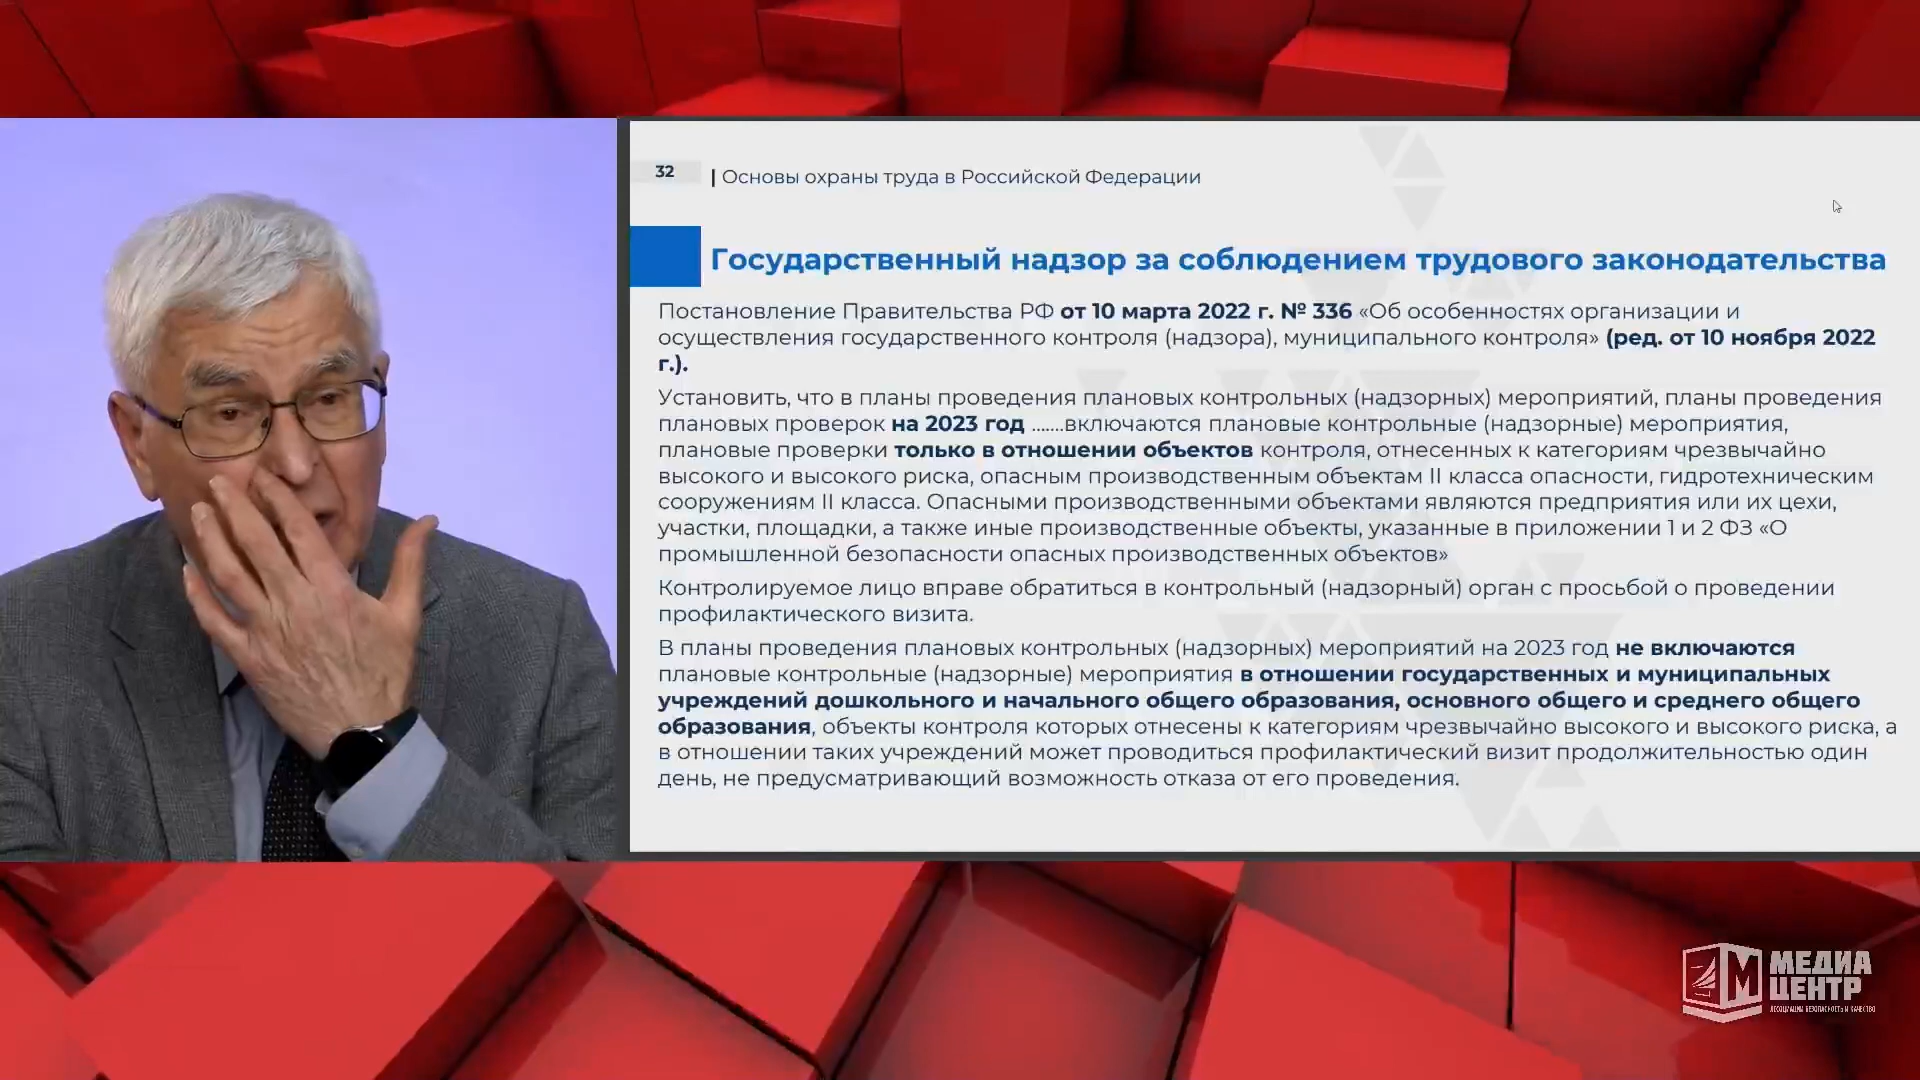 32
| Основы охраны труда в Российской Федерации
Государственный надзор за соблюдением трудового законодательства
Постановление Правительства РФ от 10 марта 2022 г. № 336 «Об особенностях организации и
осуществления государственного контроля (надзора), муниципального контроля» (ред. от 10 ноября 2022
г.).
Установить, что в планы проведения плановых контрольных (надзорных) мероприятий, планы проведения
плановых проверок на 2023 год .......включаются плановые контрольные (надзорные) мероприятия,
плановые проверки только в отношении объектов контроля, отнесенных к категориям чрезвычайно
высокого и высокого риска, опасным производственным объектам II класса опасности, гидротехническим
сооружениям II класса. Опасными производственными объектами являются предприятия или их цехи,
участки, площадки, а также иные производственные объекты, указанные в приложении 1 и 2 ФЗ «О
промышленной безопасности опасных производственных объектов»
Контролируемое лицо вправе обратиться в контрольный (надзорный) орган с просьбой о проведении
профилактического визита.
В планы проведения плановых контрольных (надзорных) мероприятий на 2023 год не включаются
плановые контрольные (надзорные) мероприятия в отношении государственных и муниципальных
учреждений дошкольного и начального общего образования, основного общего и среднего общего
образования, объекты контроля которых отнесены к категориям чрезвычайно высокого и высокого риска, а
в отношении таких учреждений может проводиться профилактический визит продолжительностью один
день, не предусматривающий возможность отказа от его проведения.
МЕДИА
ЦЕНТР
АССОЦИАЦИИ БЕЗОПАСНОСТЬ И КАЧЕСТВО